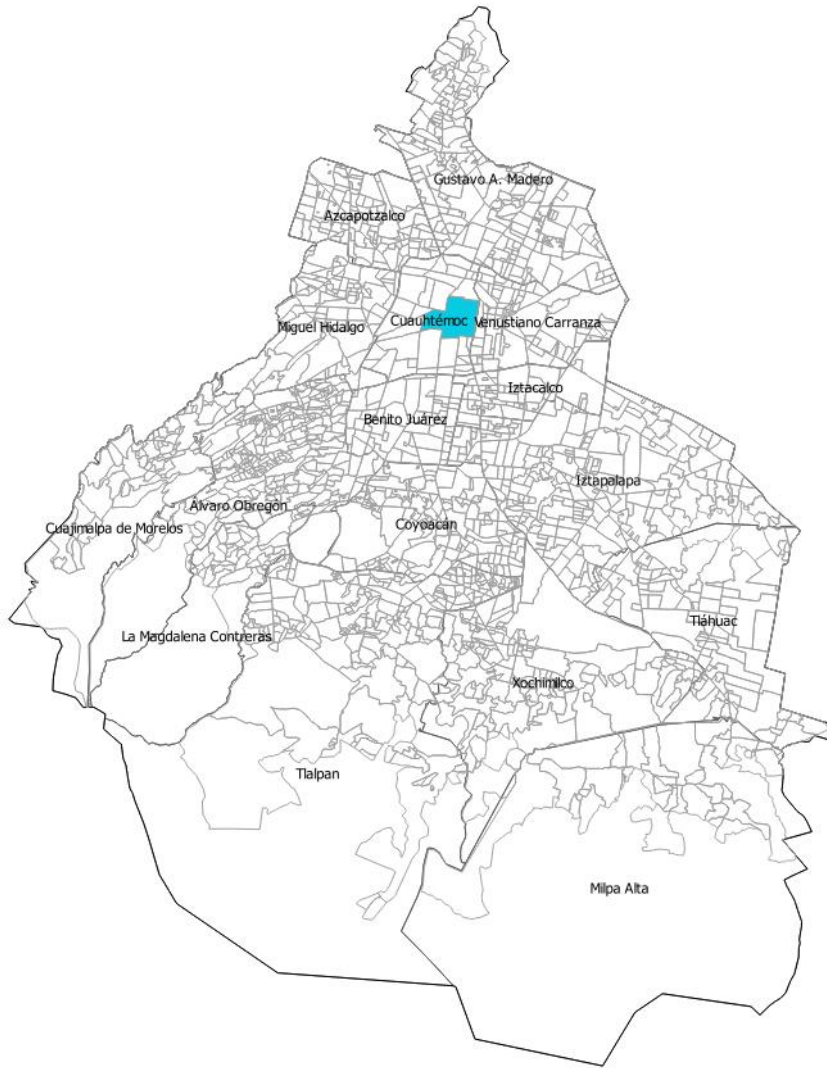 Gustavo A. Madero
Azcapotzalco
Miguel Hidalgo
Cuauhtémoc
Venustiano Carranza
Iztacalco
Benito Juárez
Iztapalapa
Álvaro Obregón
Cuajimalpa de Morelos
Coyoacán
Tláhuac
La Magdalena Contreras
Xochimilco
Tlalpan
Milpa Alta